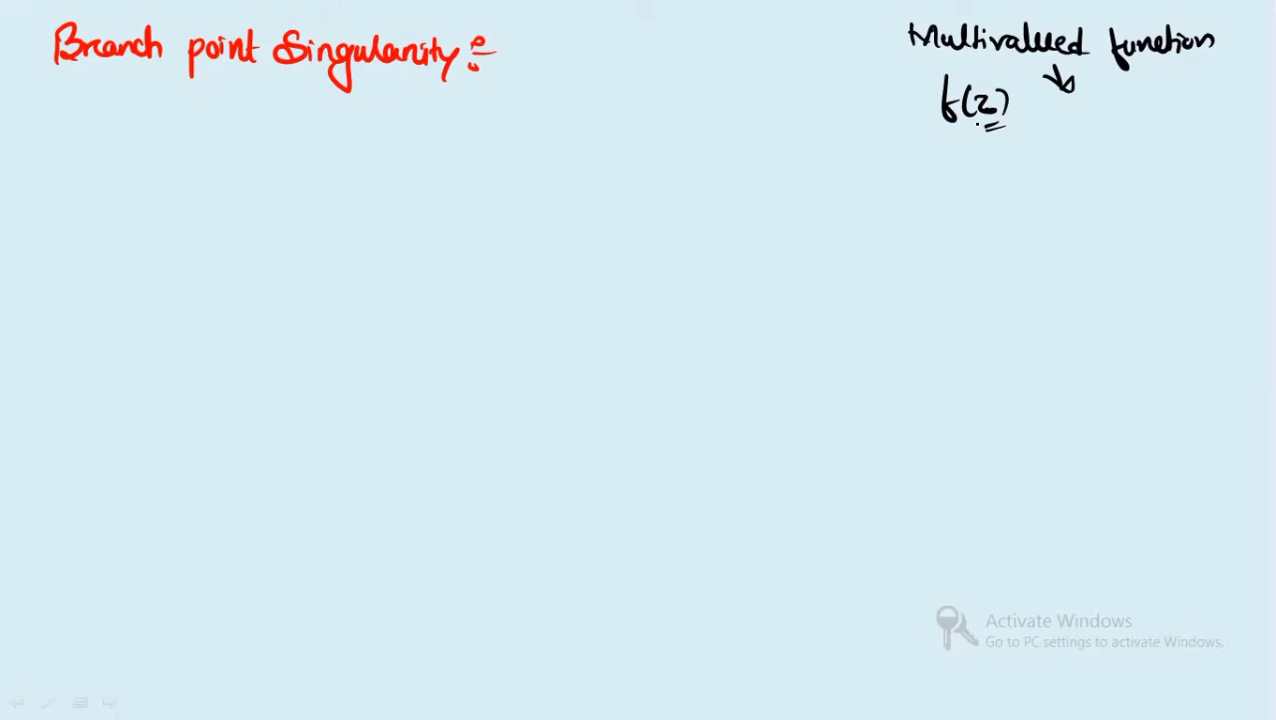 Branch point Singularity :-
Multivalued function
f(z)
Activate Windows
Go to PC settings to activate Windows.